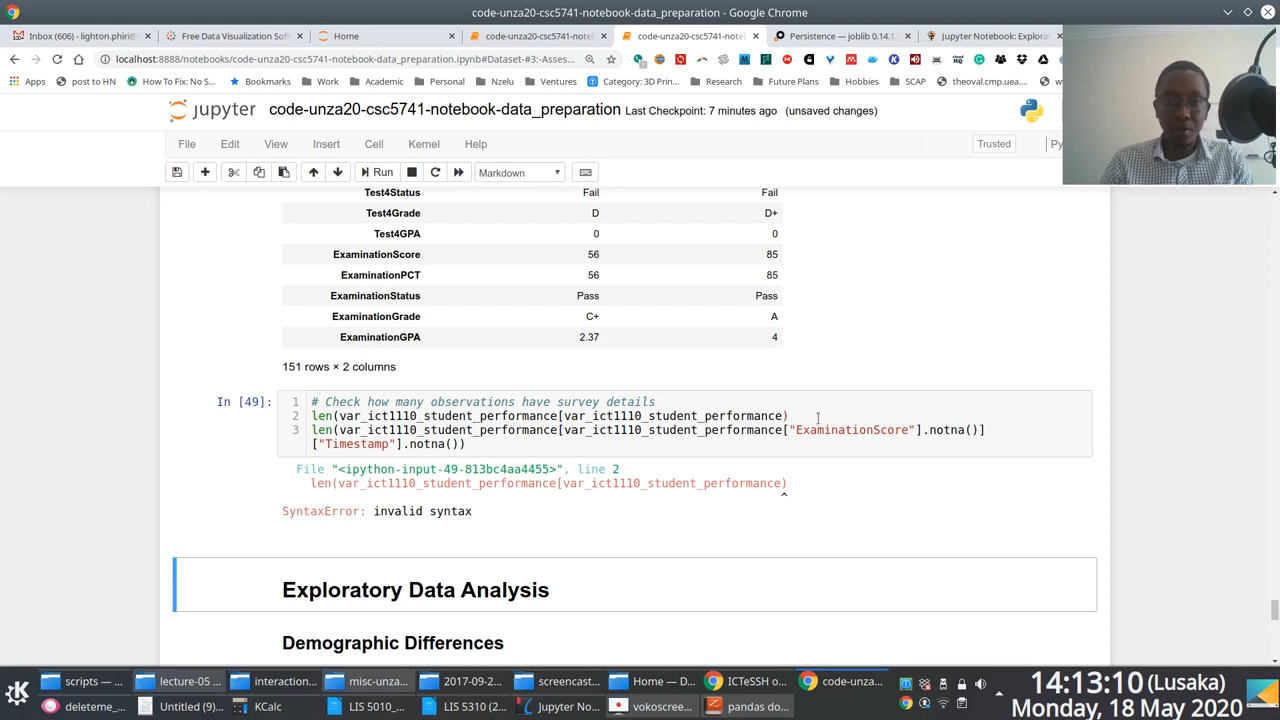 code-unza20-csc5741-notebook-data_preparation - Google Chrome
Inbox (606) - lighton.phiri@
Free Data Visualization Soft
Home
code-unza20-csc5741-notebook
code-unza20-csc5741-notebook
Persistence — joblib 0.14.1
Jupyter Notebook: Explora
localhost:8888/notebooks/code-unza20-csc5741-notebook-data_preparation.ipynb#Dataset-#3:-Asses...
Apps
post to HN
How To Fix: No S...
Bookmarks
Work
Academic
Personal
Nzelu
Ventures
Category: 3D Prin...
Research
Future Plans
Hobbies
SCAP
theoval.cmp.uea...
jupyter code-unza20-csc5741-notebook-data_preparation Last Checkpoint: 7 minutes ago (unsaved changes)
File Edit View Insert Cell Kernel Help Trusted Py
Run Markdown
Test4Status Fail Fail
Test4Grade D D+
Test4GPA 0 0
ExaminationScore 56 85
ExaminationPCT 56 85
ExaminationStatus Pass Pass
ExaminationGrade C+ A
ExaminationGPA 2.37 4
151 rows × 2 columns
In [49]:
1 # Check how many observations have survey details
2 len(var_ict1110_student_performance[var_ict1110_student_performance)
3 len(var_ict1110_student_performance[var_ict1110_student_performance["ExaminationScore"].notna()]
["Timestamp"].notna())
File "<ipython-input-49-813bc4aa4455>", line 2
len(var_ict1110_student_performance[var_ict1110_student_performance)
^
SyntaxError: invalid syntax
Exploratory Data Analysis
Demographic Differences
scripts — ...
lecture-05 ...
interaction...
misc-unza...
2017-09-2...
screencast...
Home — D...
ICTeSSH o...
code-unza...
deleteme_...
Untitled (9)...
KCalc
LIS 5010_...
LIS 5310 (2...
Jupyter No...
vokoscree...
pandas do...
14:13:10 (Lusaka)
Monday, 18 May 2020